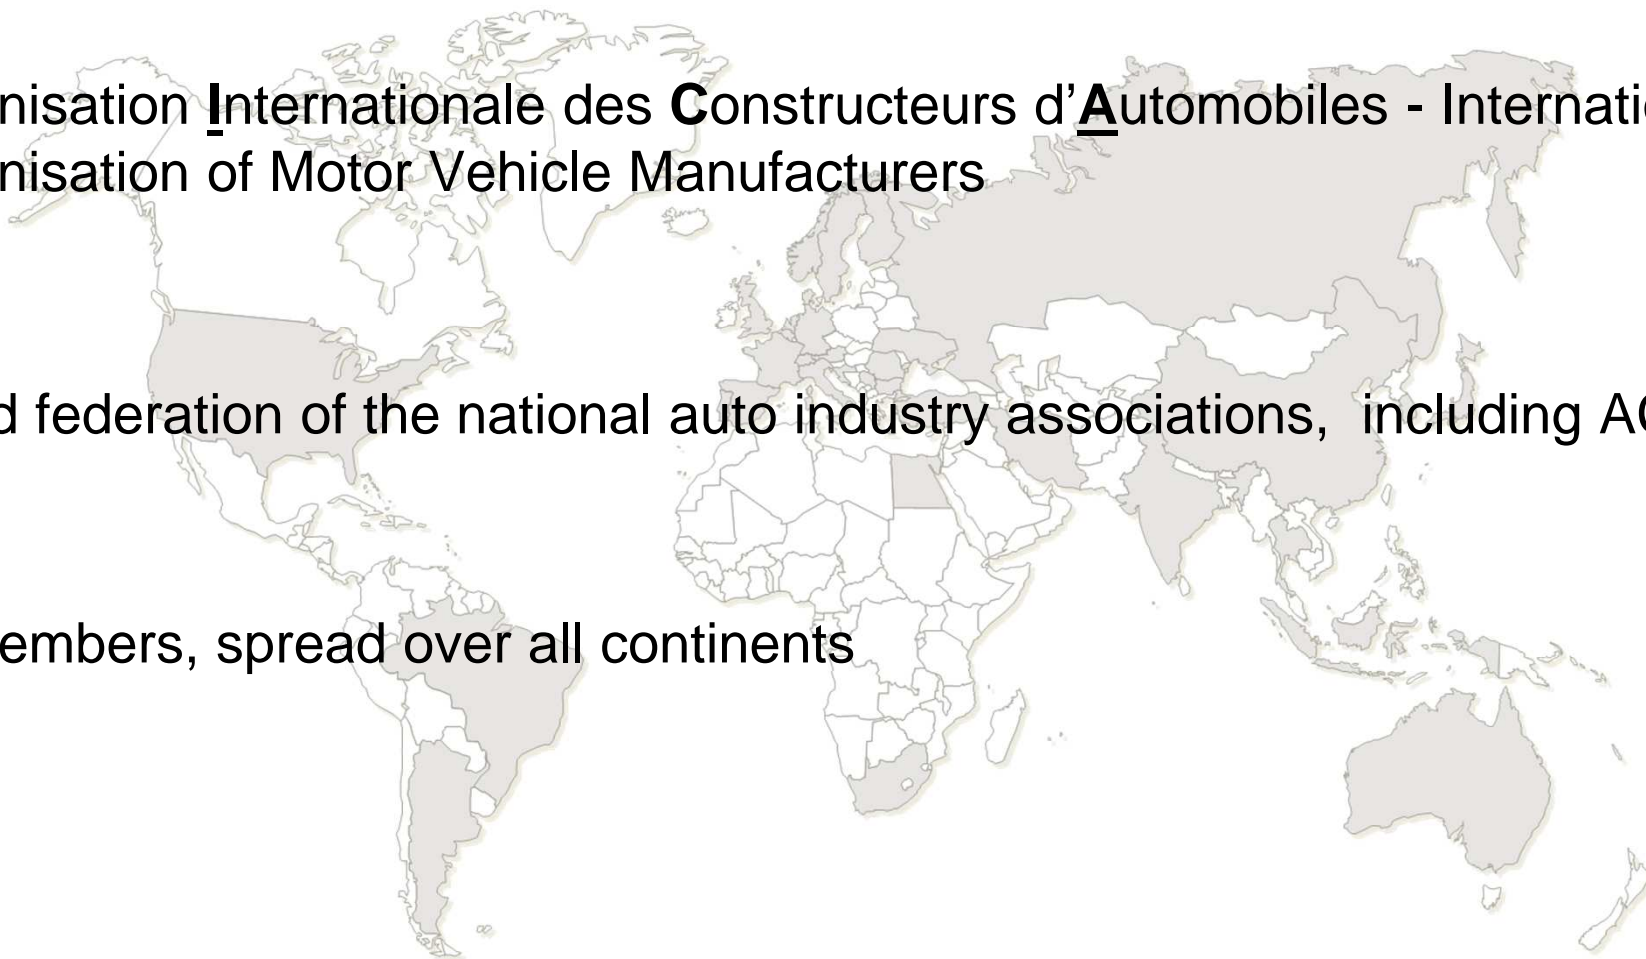 nisation Internationale des Constructeurs d’Automobiles - Internati
nisation of Motor Vehicle Manufacturers
d federation of the national auto industry associations, including A
embers, spread over all continents